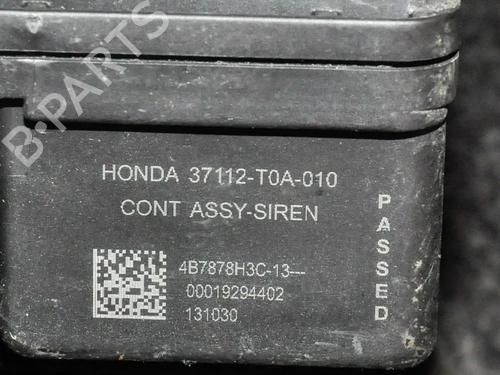 B-PARTS
HONDA 37112-T0A-010
CONT ASSY-SIREN
4B7878H3C-13---
00019294402
131030
PASSED